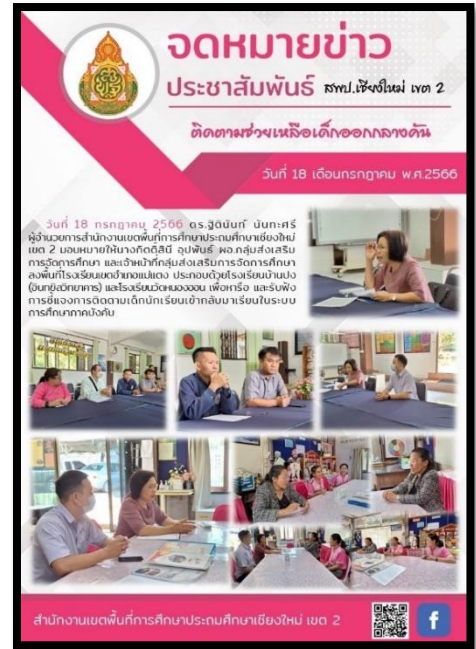 จดหมายข่าว
ประชาสัมพันธ์ สพป.เชียงใหม่ เขต 2
ติดตามช่วยเหลือเด็กออกกลางคัน
วันที่ 18 เดือนกรกฎาคม พ.ศ.2566
วันที่ 18 กรกฎาคม 2566 ดร.ฐิตินันท์ นันทะศรี
ผู้อำนวยการสำนักงานเขตพื้นที่การศึกษาประถมศึกษาเชียงใหม่
เขต 2 มอบหมายให้นางกิตติ์สินี อุปพันธ์ ผอ.กลุ่มส่งเสริม
การจัดการศึกษา และเจ้าหน้าที่กลุ่มส่งเสริมการจัดการศึกษา
ลงพื้นที่โรงเรียนเขตอำเภอแม่แตง ประกอบด้วยโรงเรียนบ้านปง
(อินทขิลวิทยาคาร) และโรงเรียนวัดหนองออน เพื่อหารือ และรับฟัง
การชี้แจงการติดตามเด็กนักเรียนเข้ากลับมาเรียนในระบบ
การศึกษาภาคบังคับ
สำนักงานเขตพื้นที่การศึกษาประถมศึกษาเชียงใหม่ เขต 2
f